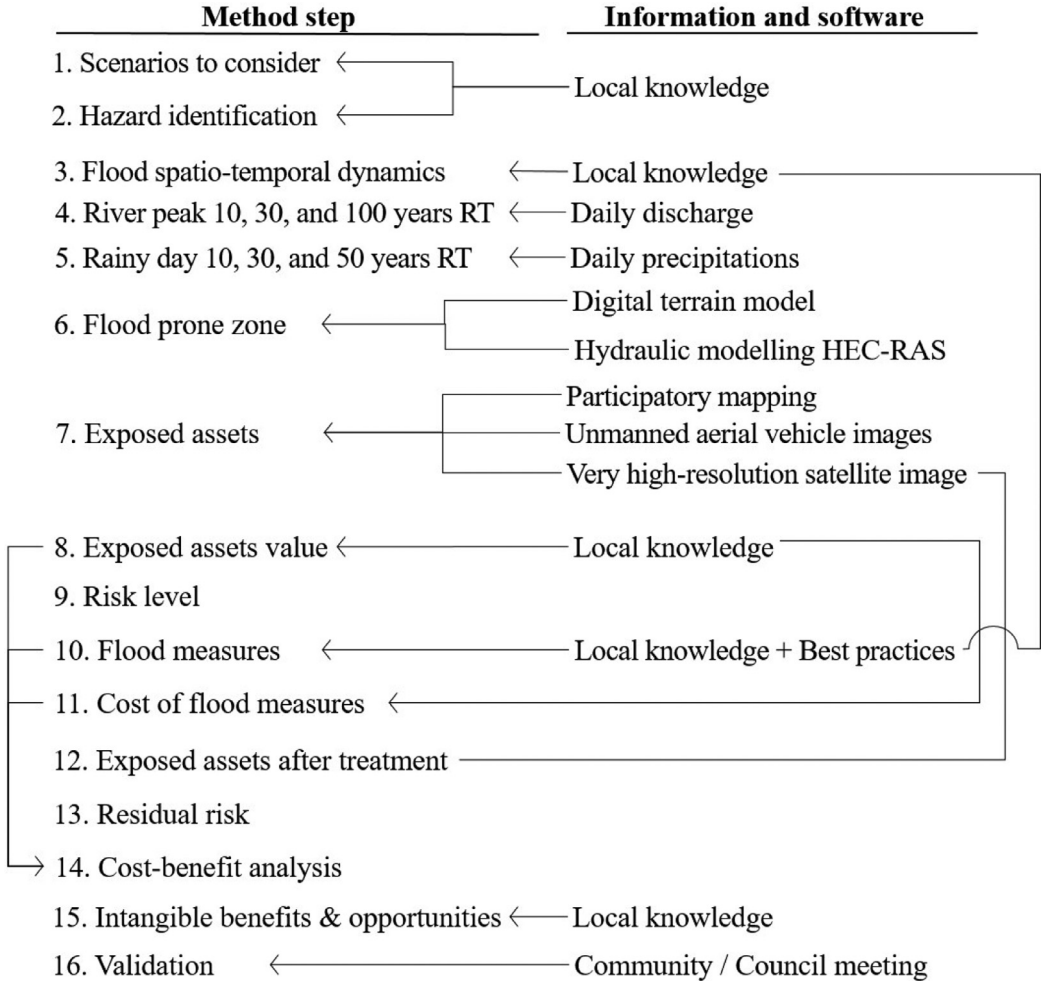 Method step Information and software
1. Scenarios to consider
Local knowledge
2. Hazard identification
3. Flood spatio-temporal dynamics Local knowledge
4. River peak 10, 30, and 100 years RT Daily discharge
5. Rainy day 10, 30, and 50 years RT Daily precipitations
Digital terrain model
6. Flood prone zone
Hydraulic modelling HEC-RAS
Participatory mapping
7. Exposed assets Unmanned aerial vehicle images
Very high-resolution satellite image
8. Exposed assets value Local knowledge
9. Risk level
10. Flood measures Local knowledge + Best practices
11. Cost of flood measures
12. Exposed assets after treatment
13. Residual risk
14. Cost-benefit analysis
15. Intangible benefits & opportunities Local knowledge
16. Validation Community / Council meeting